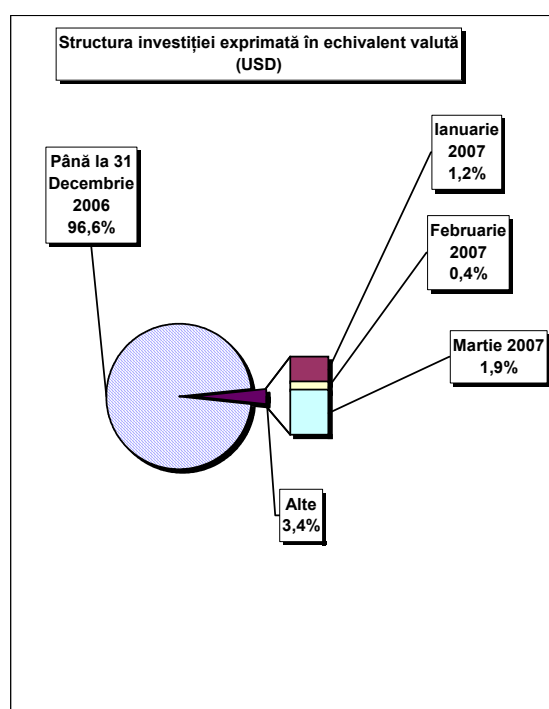 Structura investiției exprimată în echivalent valută
(USD)
Până la 31
Decembrie
2006
96,6%
Ianuarie
2007
1,2%
Februarie
2007
0,4%
Martie 2007
1,9%
Alte
3,4%